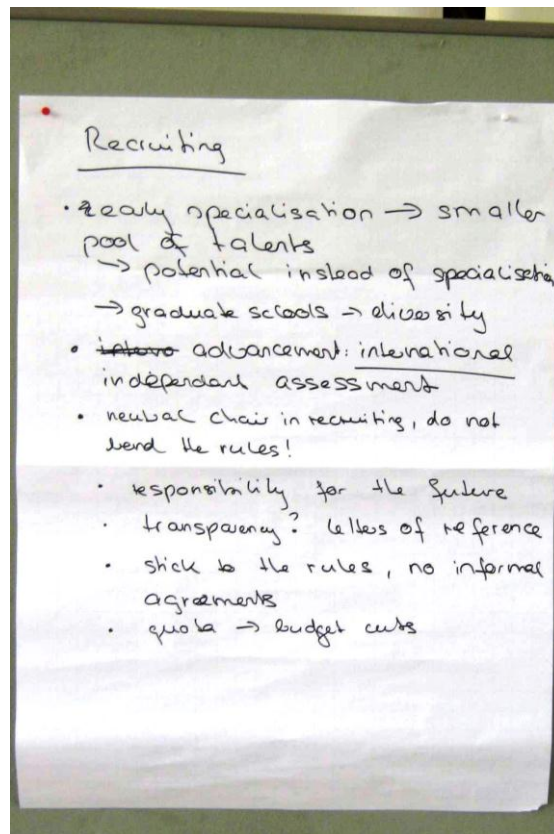 Recruiting
• early specialisation → smaller
pool of talents
→ potential instead of specialisation
→ graduate scools → diversity
• advancement: international
independant assessment
• neutral chair in recruiting, do not
bend the rules!
• responsibility for the future
• transparency? letters of reference
• stick to the rules, no informal
agreements
• quota → budget cuts